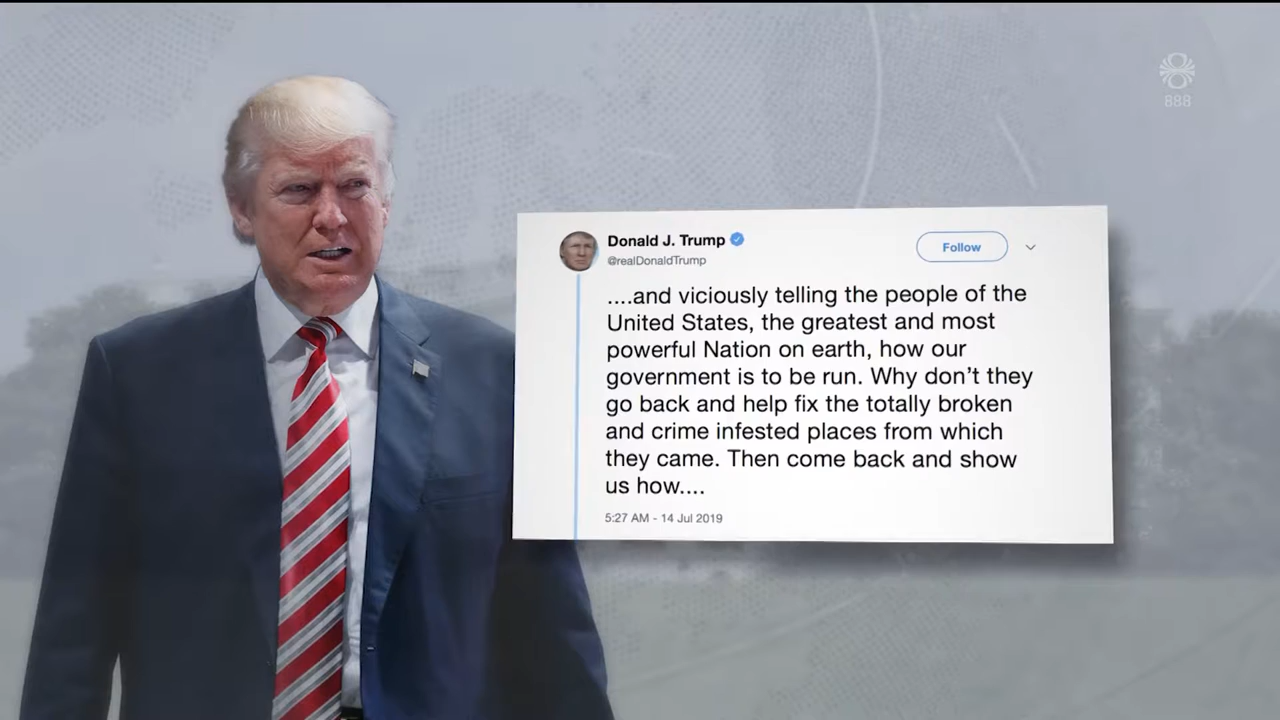 888
Donald J. Trump
Follow
@realDonaldTrump
....and viciously telling the people of the
United States, the greatest and most
powerful Nation on earth, how our
government is to be run. Why don’t they
go back and help fix the totally broken
and crime infested places from which
they came. Then come back and show
us how....
5:27 AM - 14 Jul 2019